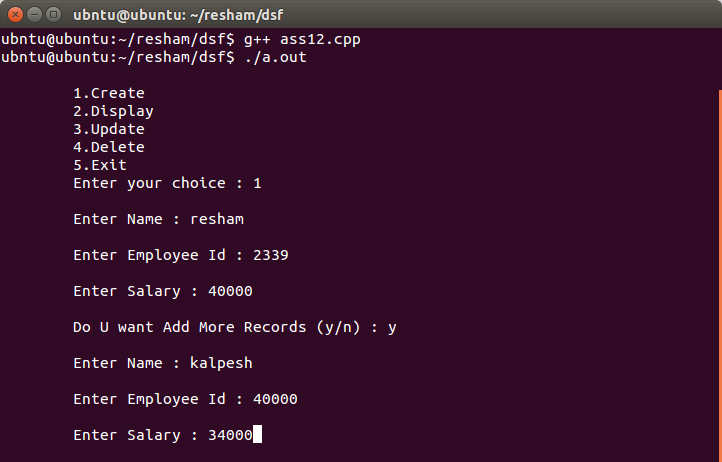 ubntu@ubuntu: ~/resham/dsf
ubntu@ubuntu:~/resham/dsf$ g++ ass12.cpp
ubntu@ubuntu:~/resham/dsf$ ./a.out
1.Create
2.Display
3.Update
4.Delete
5.Exit
Enter your choice : 1
Enter Name : resham
Enter Employee Id : 2339
Enter Salary : 40000
Do U want Add More Records (y/n) : y
Enter Name : kalpesh
Enter Employee Id : 40000
Enter Salary : 34000